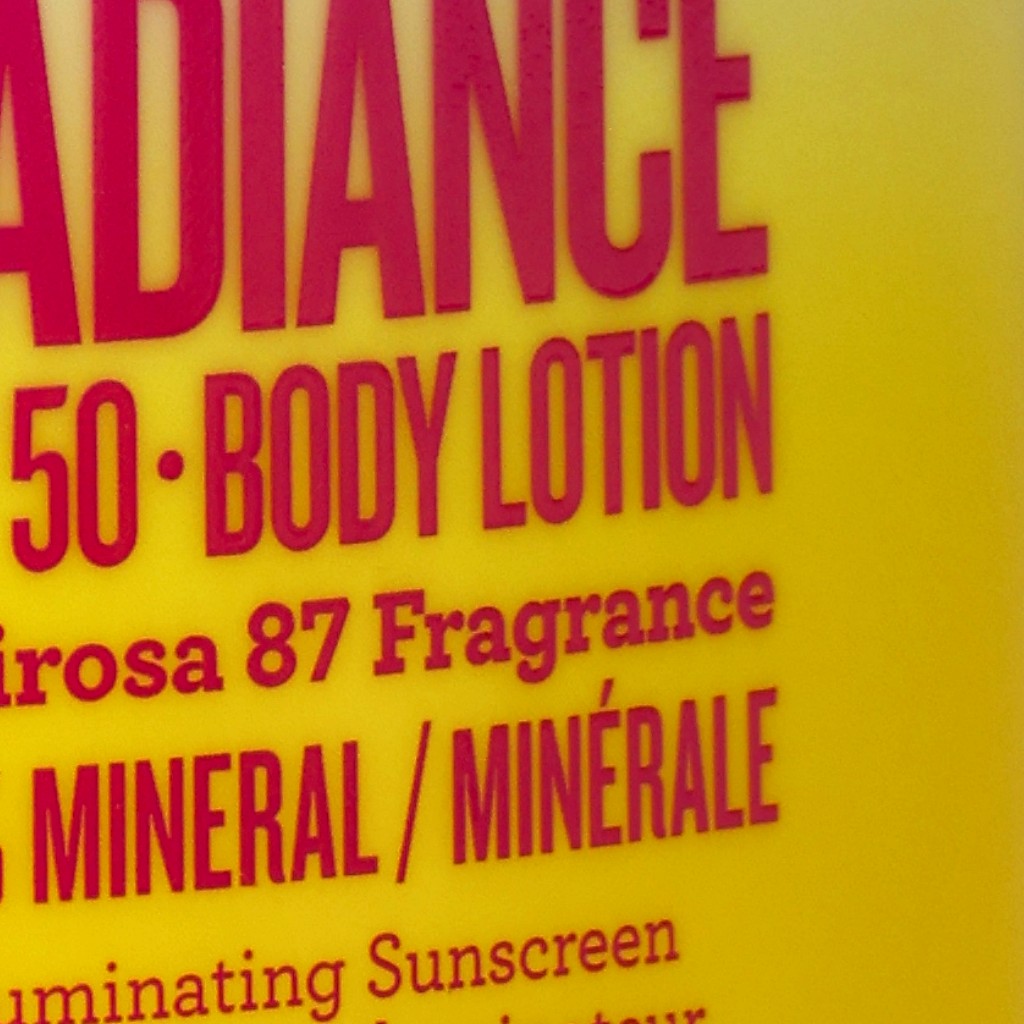 ADIANCE
50 · BODY LOTION
irosa 87 Fragrance
MINERAL / MINÉRALE
uminating Sunscreen